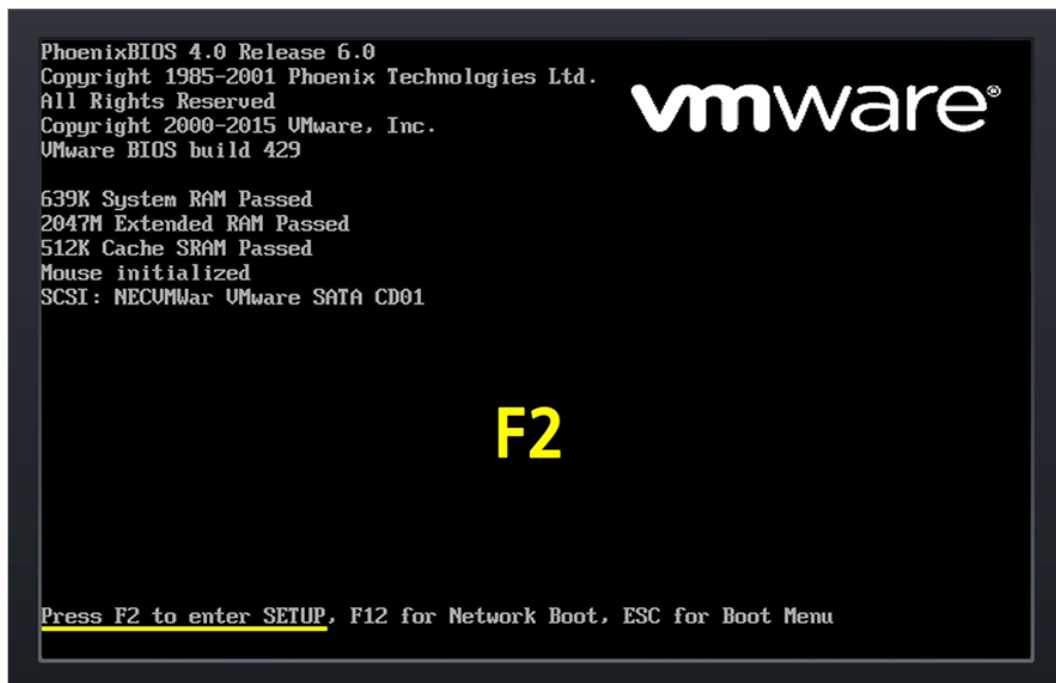 PhoenixBIOS 4.0 Release 6.0
Copyright 1985-2001 Phoenix Technologies Ltd.
All Rights Reserved
Copyright 2000-2015 VMware, Inc.
VMware BIOS build 429
vmware®
639K System RAM Passed
2047M Extended RAM Passed
512K Cache SRAM Passed
Mouse initialized
SCSI: NECVMWar VMware SATA CD01
F2
Press F2 to enter SETUP, F12 for Network Boot, ESC for Boot Menu